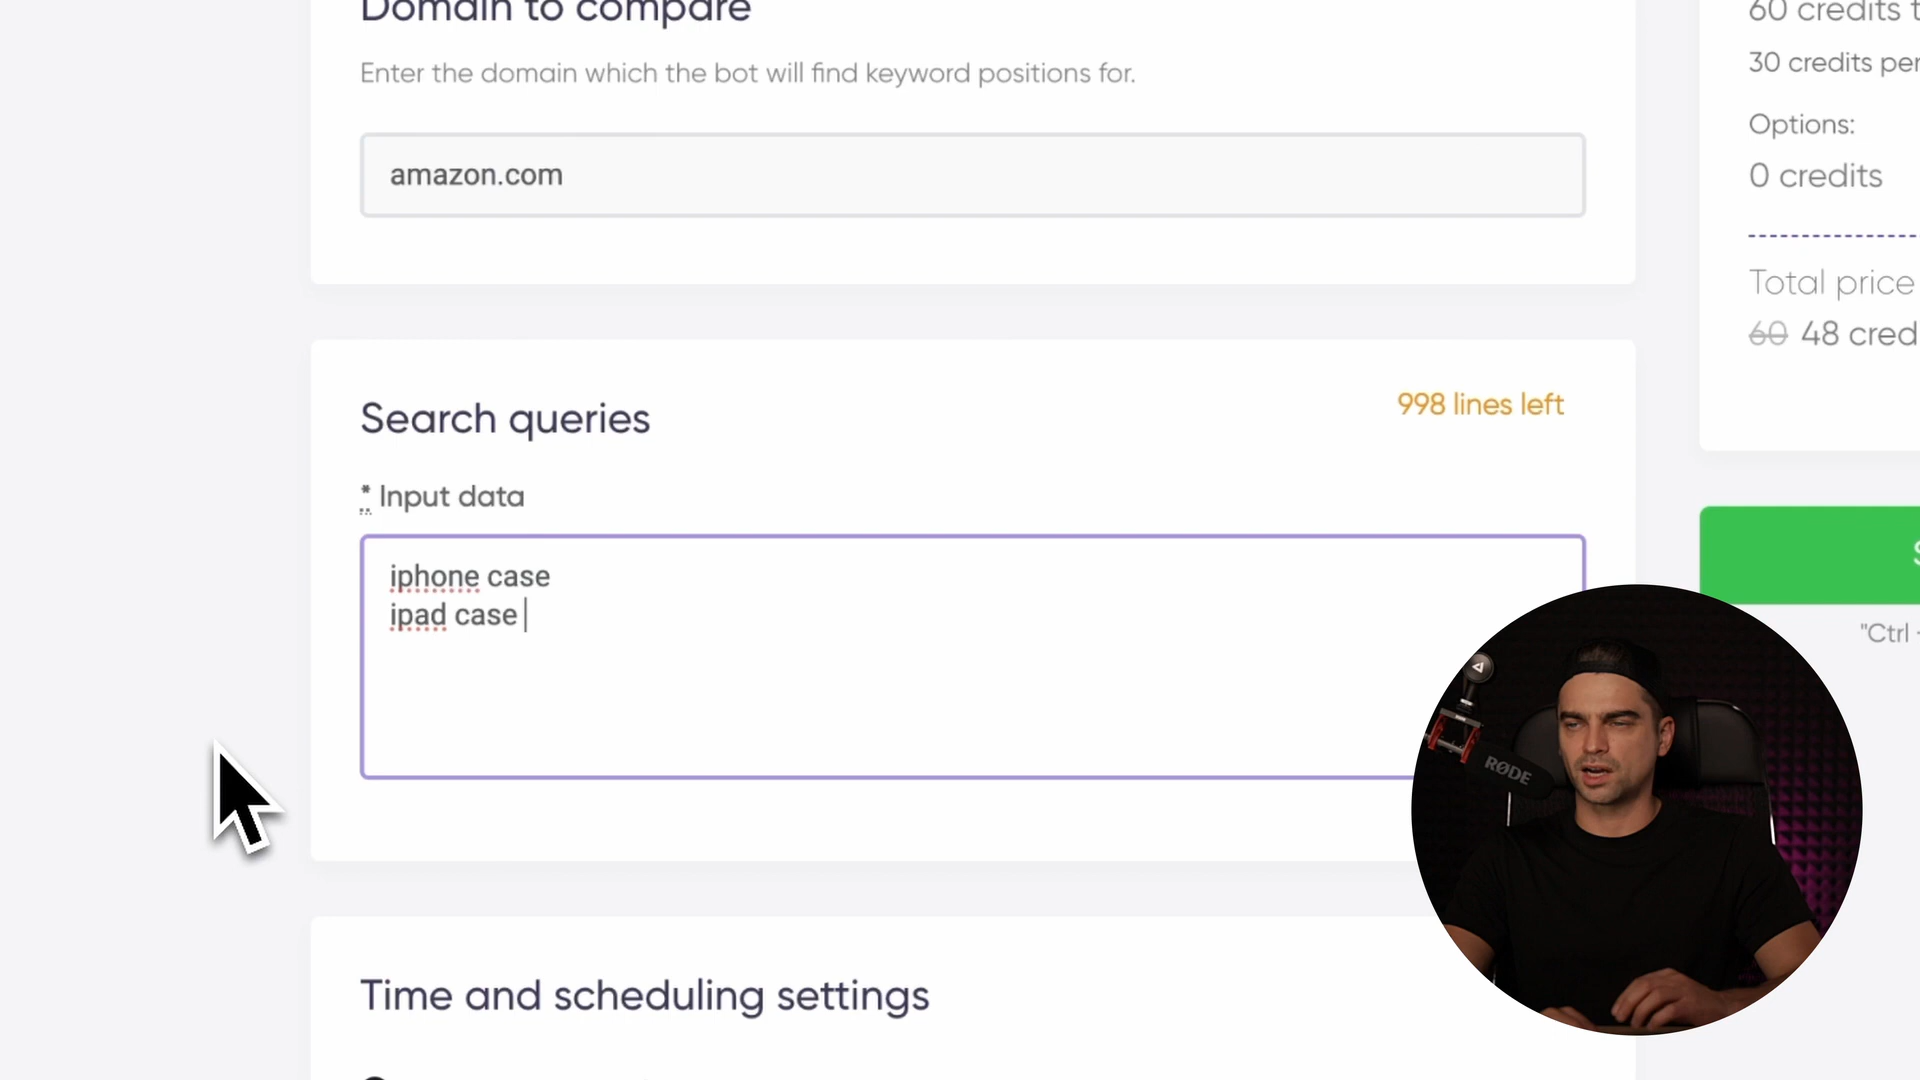 Domain to compare
Enter the domain which the bot will find keyword positions for.
amazon.com
Search queries
998 lines left
* Input data
iphone case
ipad case
Time and scheduling settings
60 credits
30 credits per
Options:
0 credits
Total price
60 48 cred
"Ctrl
RØDE